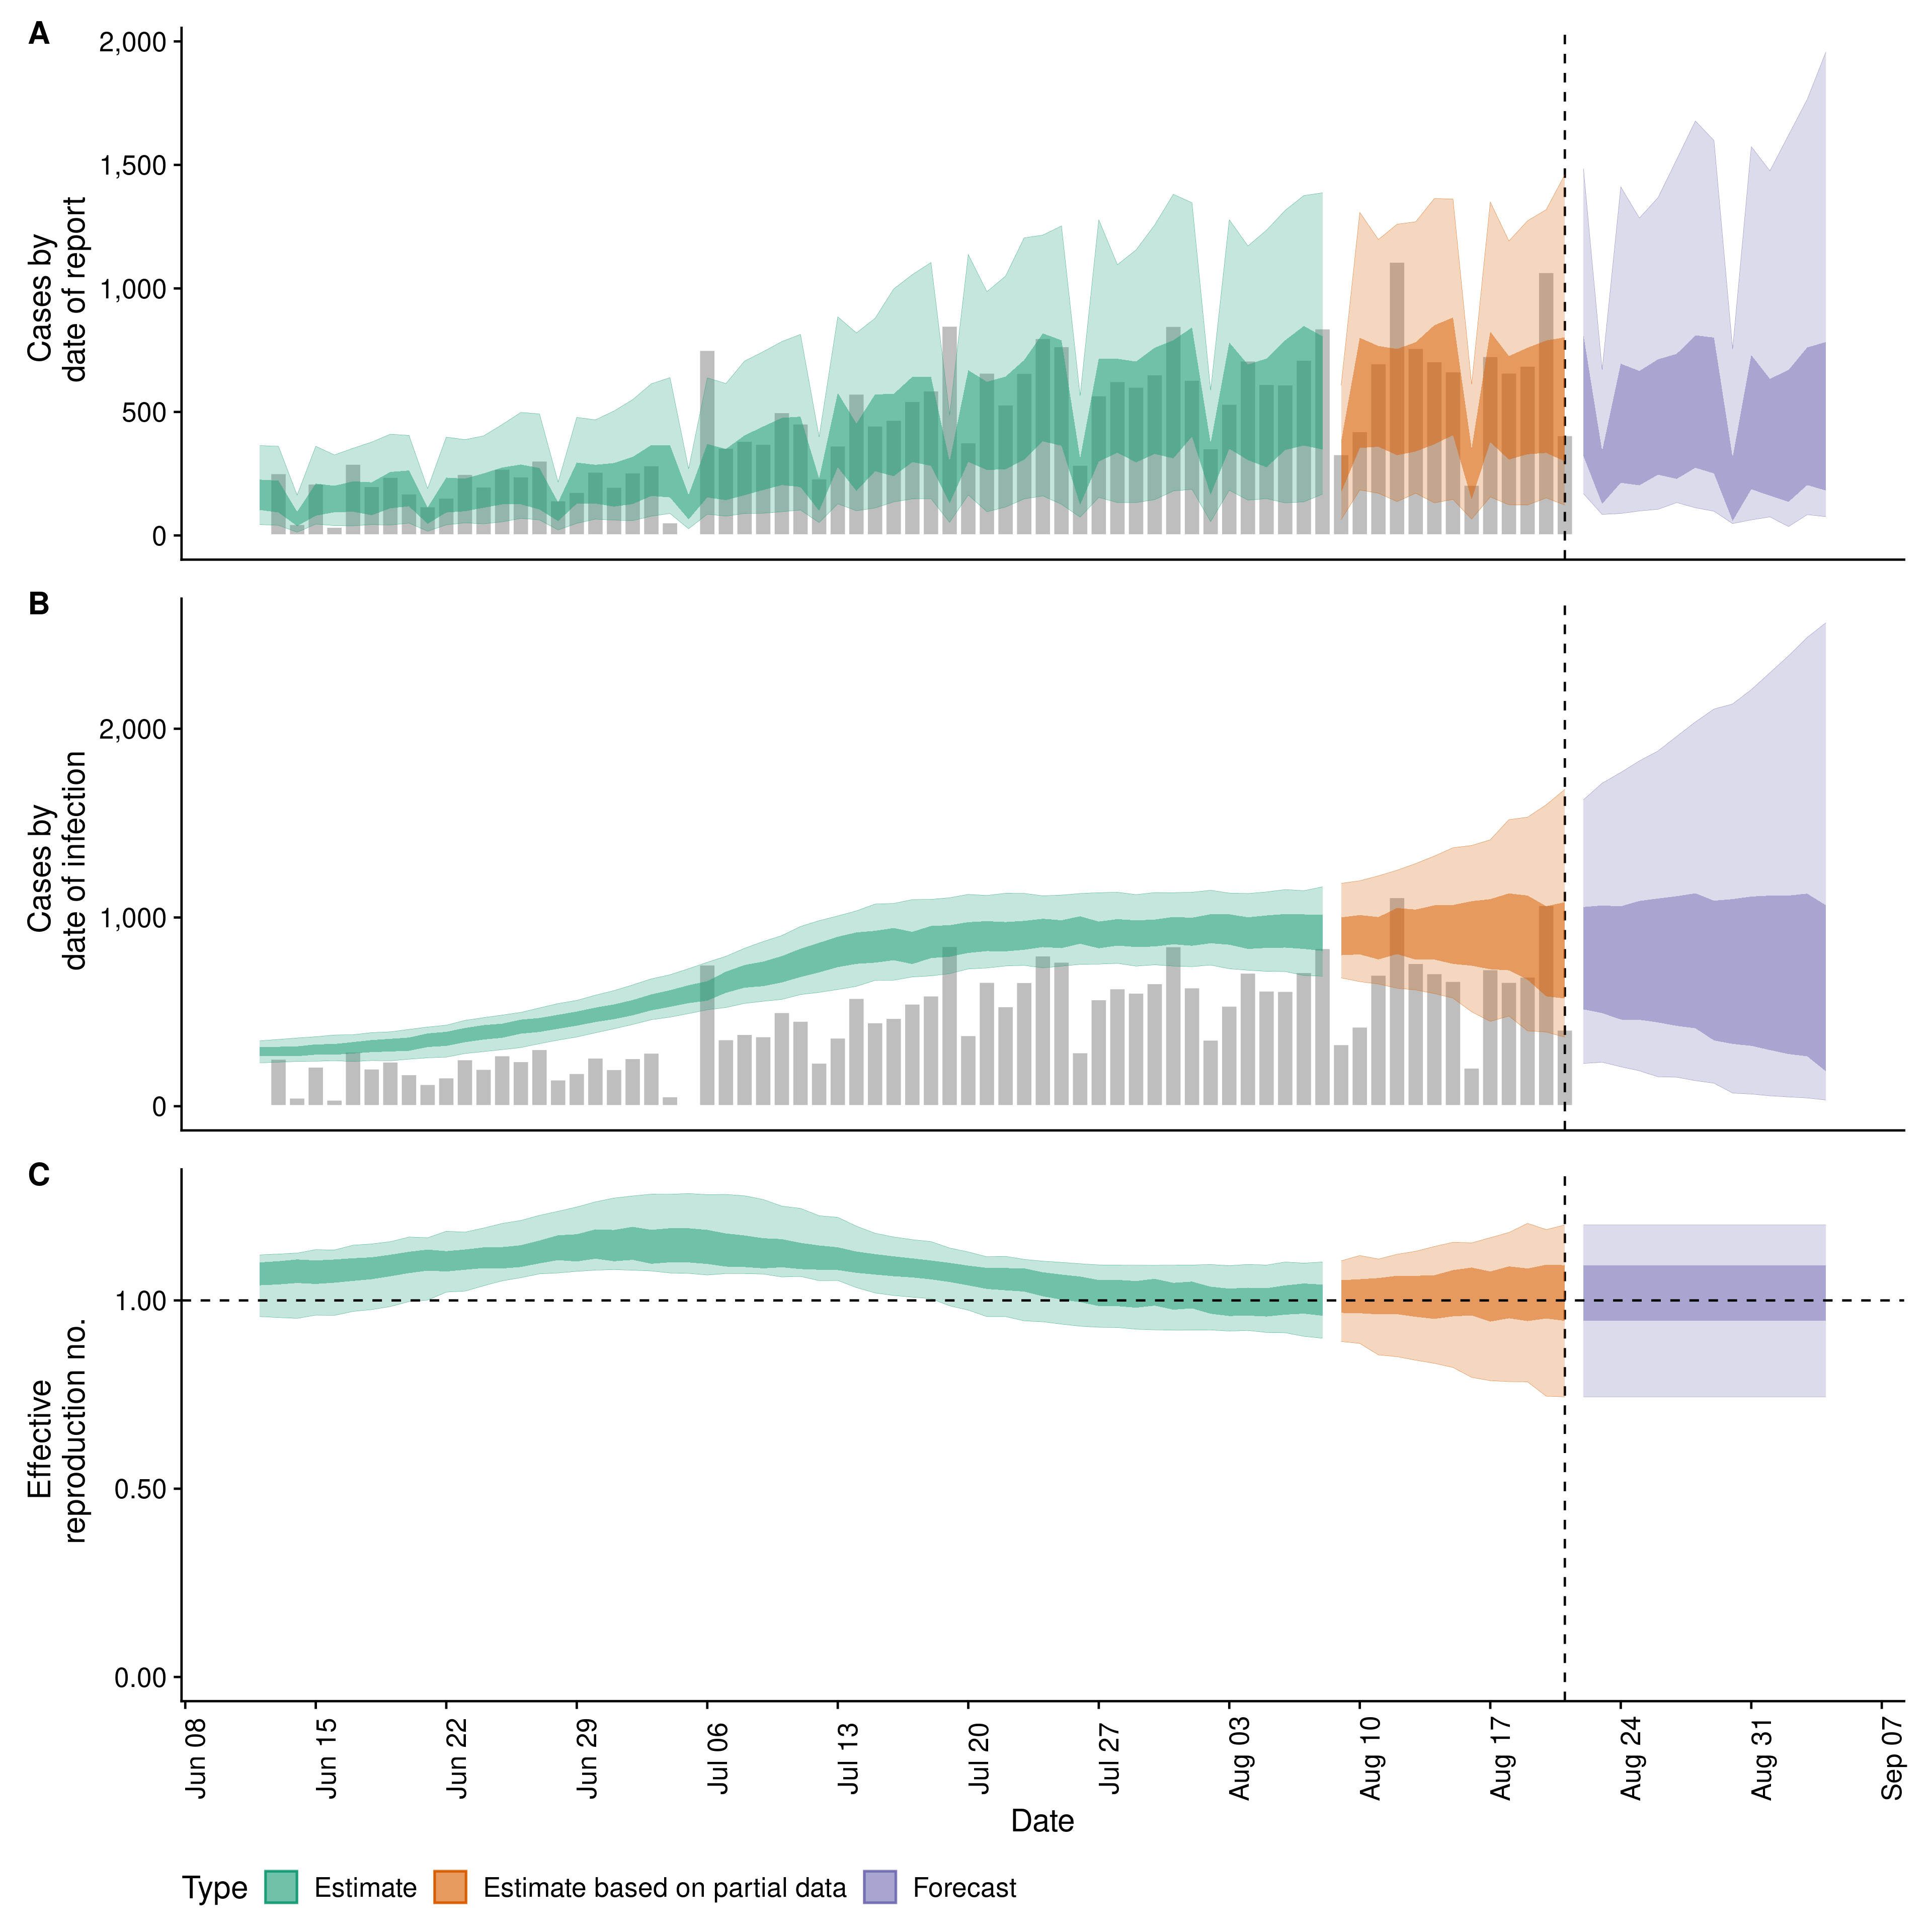 A
Cases by
date of report
2,000
1,500
1,000
500
0
B
Cases by
date of infection
2,000
1,000
0
C
Effective
reproduction no.
1.00
0.50
0.00
Jun 08
Jun 15
Jun 22
Jun 29
Jul 06
Jul 13
Jul 20
Jul 27
Aug 03
Aug 10
Aug 17
Aug 24
Aug 31
Sep 07
Date
Type Estimate Estimate based on partial data Forecast